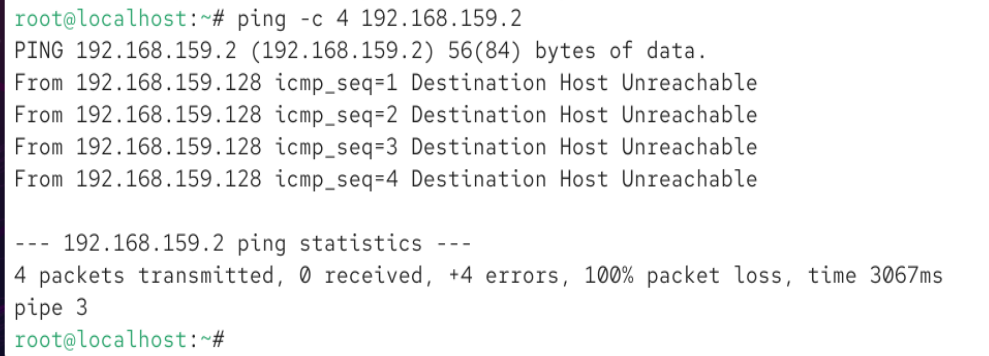 root@localhost:~# ping -c 4 192.168.159.2
PING 192.168.159.2 (192.168.159.2) 56(84) bytes of data.
From 192.168.159.128 icmp_seq=1 Destination Host Unreachable
From 192.168.159.128 icmp_seq=2 Destination Host Unreachable
From 192.168.159.128 icmp_seq=3 Destination Host Unreachable
From 192.168.159.128 icmp_seq=4 Destination Host Unreachable

--- 192.168.159.2 ping statistics ---
4 packets transmitted, 0 received, +4 errors, 100% packet loss, time 3067ms
pipe 3
root@localhost:~#